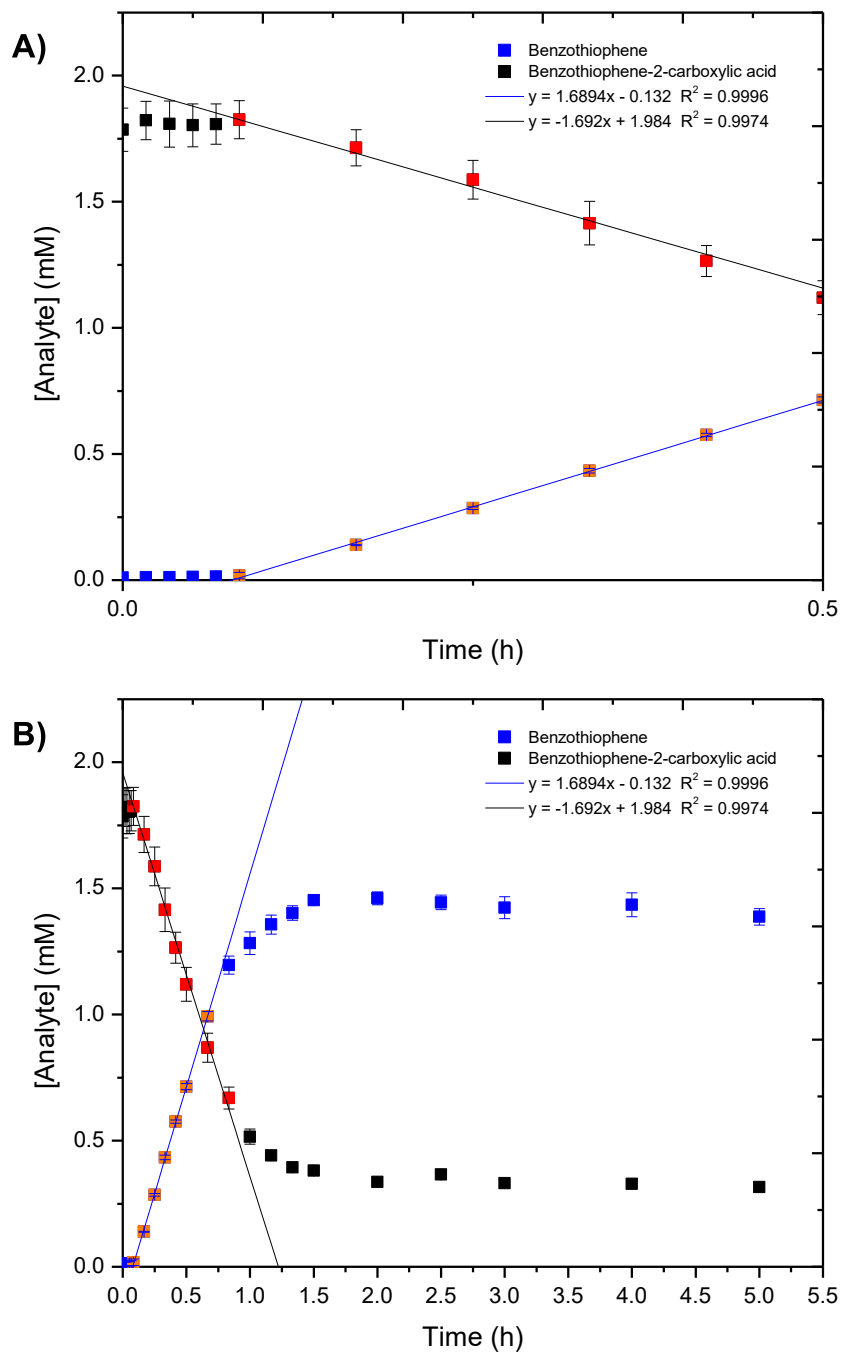 A)
Benzothiophene
Benzothiophene-2-carboxylic acid
y = 1.6894x - 0.132 R² = 0.9996
y = -1.692x + 1.984 R² = 0.9974
2.0
1.5
1.0
0.5
0.0
[Analyte] (mM)
0.0 0.5
Time (h)
B)
Benzothiophene
Benzothiophene-2-carboxylic acid
y = 1.6894x - 0.132 R² = 0.9996
y = -1.692x + 1.984 R² = 0.9974
2.0
1.5
1.0
0.5
0.0
[Analyte] (mM)
0.0 0.5 1.0 1.5 2.0 2.5 3.0 3.5 4.0 4.5 5.0 5.5
Time (h)